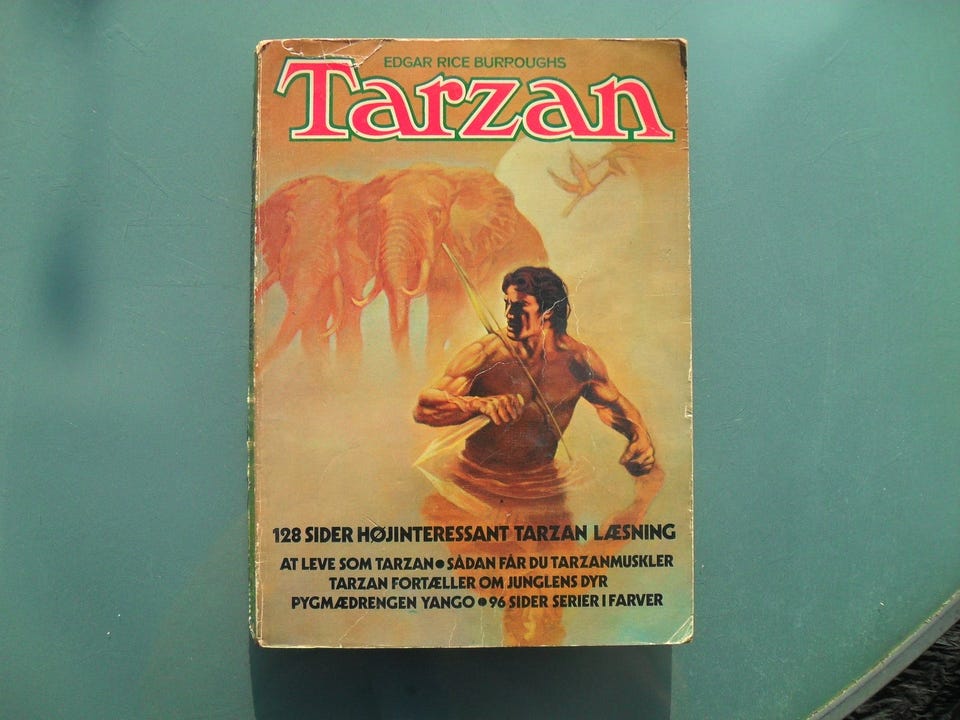 EDGAR RICE BURROUGHS
Tarzan
128 SIDER HØJINTERESSANT TARZAN LÆSNING
AT LEVE SOM TARZAN●SÅDAN FÅR DU TARZANMUSKLER
TARZAN FORTÆLLER OM JUNGLENS DYR
PYGMÆDRENGEN YANGO●96 SIDER SERIER I FARVER